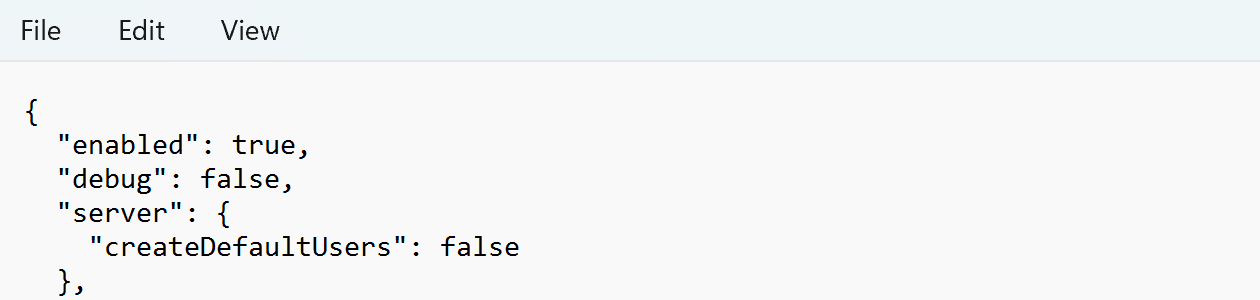 File Edit View
{
  "enabled": true,
  "debug": false,
  "server": {
    "createDefaultUsers": false
  },